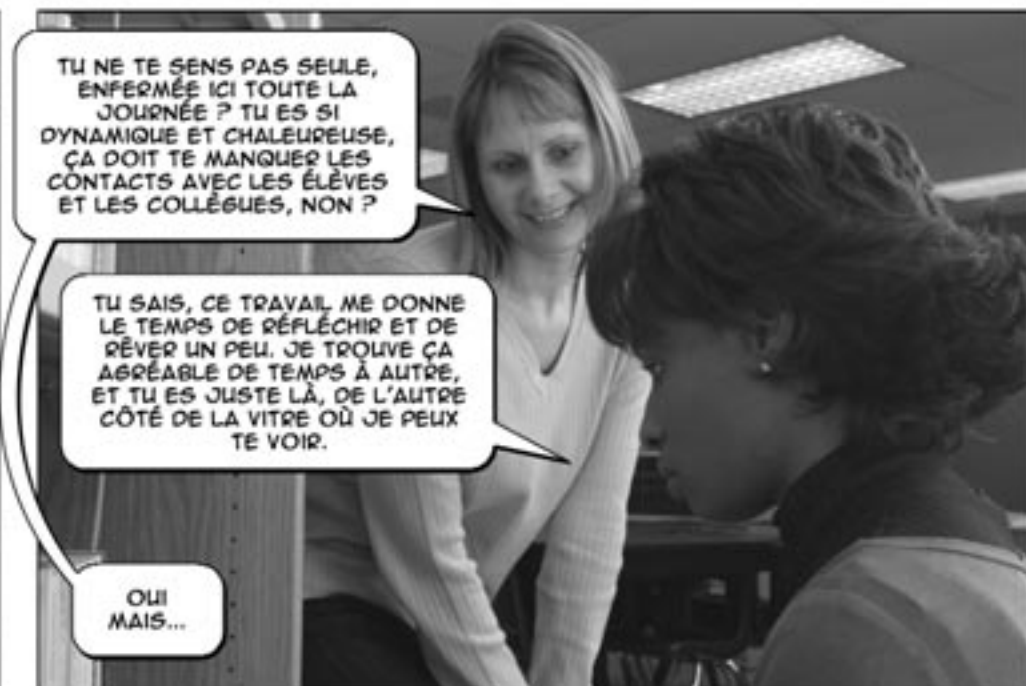 TU NE TE SENS PAS SEULE,
ENFERMÉE ICI TOUTE LA
JOURNÉE ? TU ES SI
DYNAMIQUE ET CHALEUREUSE,
ÇA DOIT TE MANQUER LES
CONTACTS AVEC LES ÉLÈVES
ET LES COLLÈGUES, NON ?
TU SAIS, CE TRAVAIL ME DONNE
LE TEMPS DE RÉFLÉCHIR ET DE
RÊVER UN PEU. JE TROUVE ÇA
AGRÉABLE DE TEMPS À AUTRE,
ET TU ES JUSTE LÀ, DE L'AUTRE
CÔTÉ DE LA VITRE OÙ JE PEUX
TE VOIR.
OUI
MAIS...